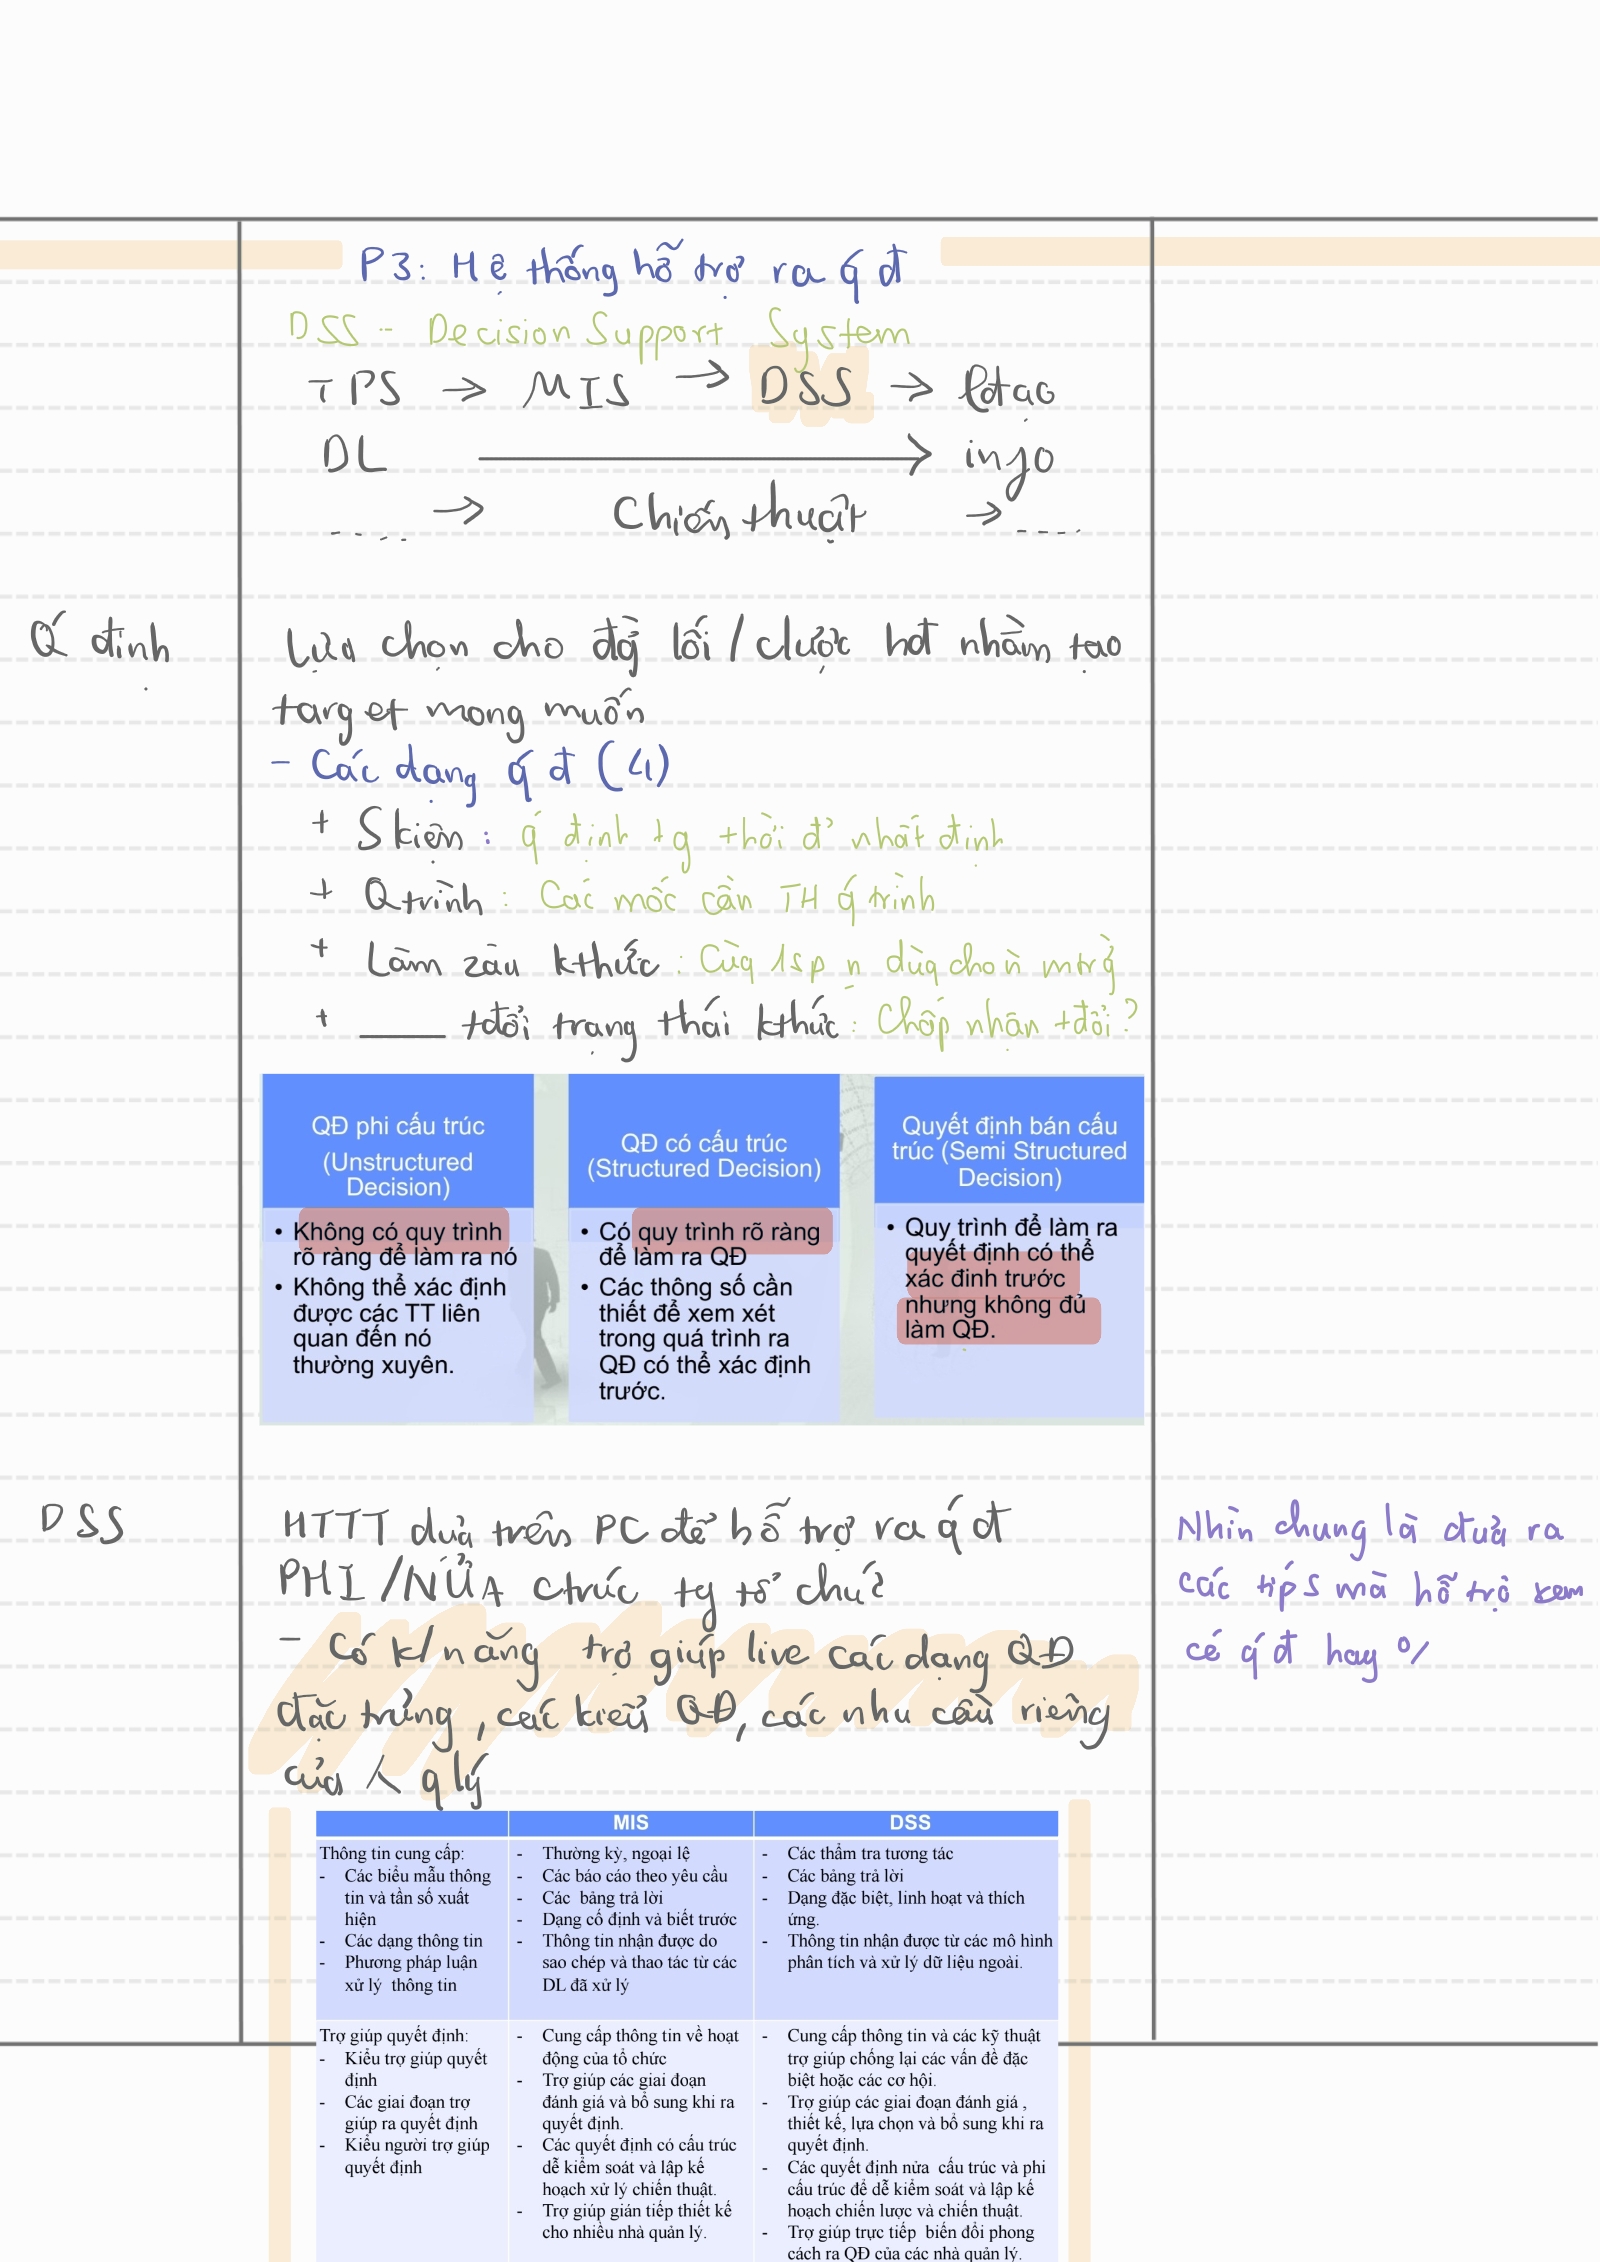 P3: Hệ thống hỗ trợ ra q´ đ
DSS - Decision Support System
TPS → MIS → DSS → lđạo
DL → info
..... → Chiến thuật → ....
Q´ định
Lựa chọn cho đg lối / clược hđ nhằm tạo
target mong muốn
- Các dạng q´ đ (4)
+ Skiện : q´ định tg thời đ' nhất định
+ Qtrình : Các mốc cần TH q´ trình
+ Làm zàu kthức : Cùg 1sp n dùg cho ñ mtrg
+ ____ tđổi trạng thái kthức : Chấp nhận tđổi?
QĐ phi cấu trúc
(Unstructured
Decision)
• Không có quy trình
rõ ràng để làm ra nó
• Không thể xác định
được các TT liên
quan đến nó
thường xuyên.
QĐ có cấu trúc
(Structured Decision)
• Có quy trình rõ ràng
để làm ra QĐ
• Các thông số cần
thiết để xem xét
trong quá trình ra
QĐ có thể xác định
trước.
Quyết định bán cấu
trúc (Semi Structured
Decision)
• Quy trình để làm ra
quyết định có thể
xác đinh trước
nhưng không đủ
làm QĐ.
DSS
HTTT dựa trên PC để hỗ trợ ra q´ đ
PHI / NỬA ctrúc tg tổ chức
- Có k/năng trợ giúp live các dạng QĐ
đặc trưng, các kiểu QĐ, các nhu cầu riêng
của 人 qlý
Nhìn chung là đưa ra
các tips mà hỗ trợ xem
có q´ đ hay %
MIS
DSS
Thông tin cung cấp:
- Các biểu mẫu thông
tin và tần số xuất
hiện
- Các dạng thông tin
- Phương pháp luận
xử lý thông tin
- Thường kỳ, ngoại lệ
- Các báo cáo theo yêu cầu
- Các bảng trả lời
- Dạng cố định và biết trước
- Thông tin nhận được do
sao chép và thao tác từ các
DL đã xử lý
- Các thẩm tra tương tác
- Các bảng trả lời
- Dạng đặc biệt, linh hoạt và thích
ứng.
- Thông tin nhận được từ các mô hình
phân tích và xử lý dữ liệu ngoài.
Trợ giúp quyết định:
- Kiểu trợ giúp quyết
định
- Các giai đoạn trợ
giúp ra quyết định
- Kiểu người trợ giúp
quyết định
- Cung cấp thông tin về hoạt
động của tổ chức
- Trợ giúp các giai đoạn
đánh giá và bổ sung khi ra
quyết định.
- Các quyết định có cấu trúc
dễ kiểm soát và lập kế
hoạch xử lý chiến thuật.
- Trợ giúp gián tiếp thiết kế
cho nhiều nhà quản lý.
- Cung cấp thông tin và các kỹ thuật
trợ giúp chống lại các vấn đề đặc
biệt hoặc các cơ hội.
- Trợ giúp các giai đoạn đánh giá ,
thiết kế, lựa chọn và bổ sung khi ra
quyết định.
- Các quyết định nửa cấu trúc và phi
cấu trúc để dễ kiểm soát và lập kế
hoạch chiến lược và chiến thuật.
- Trợ giúp trực tiếp biến đổi phong
cách ra QĐ của các nhà quản lý.